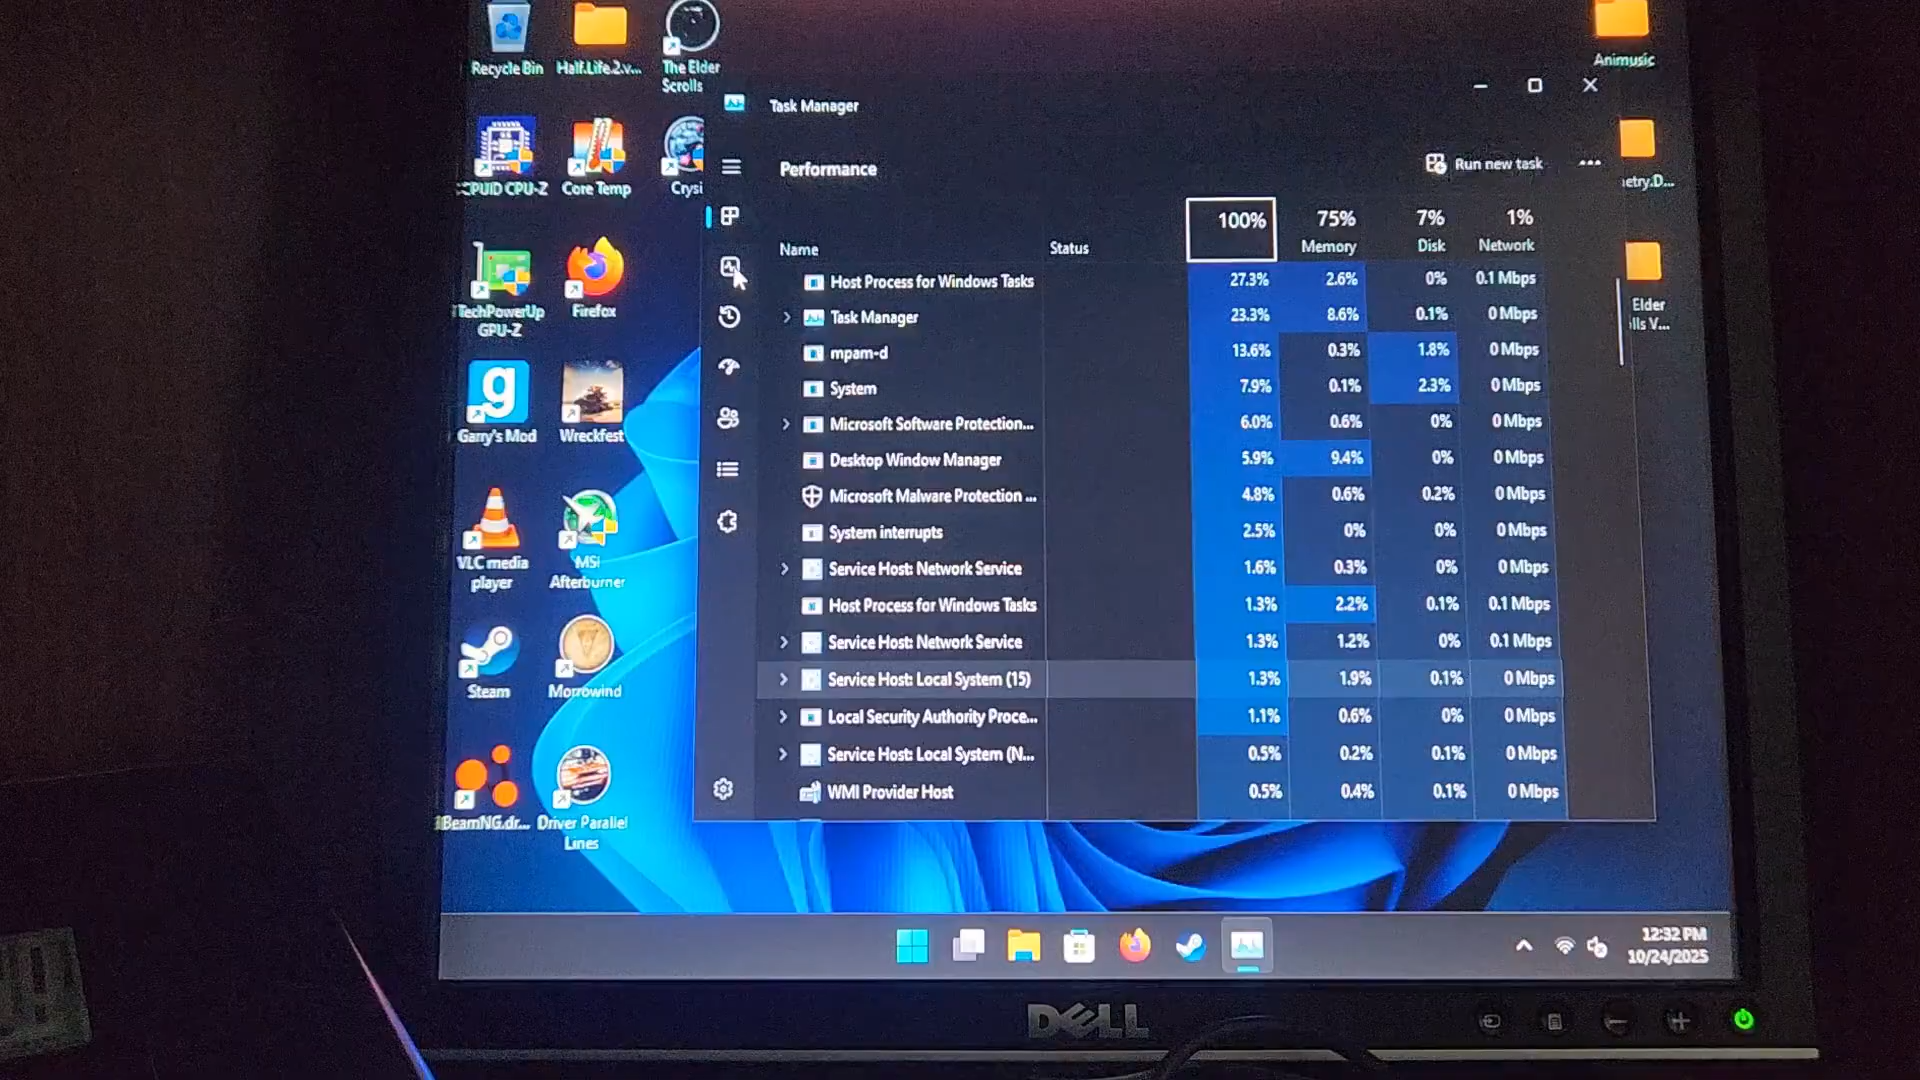 Recycle Bin
Half.Life.2.v...
The Elder
Scrolls
Animusic
CPUID CPU-Z
Core Temp
Crysi
etry.D...
TechPowerUp
GPU-Z
Firefox
Elder
lls V...
Garry's Mod
Wreckfest
VLC media
player
MSI
Afterburner
Steam
Morrowind
BeamNG.dr...
Driver Parallel
Lines
Task Manager
Performance
Run new task
100% 75% 7% 1%
Name Status Memory Disk Network
Host Process for Windows Tasks 27.3% 2.6% 0% 0.1 Mbps
Task Manager 23.3% 8.6% 0.1% 0 Mbps
mpam-d 13.6% 0.3% 1.8% 0 Mbps
System 7.9% 0.1% 2.3% 0 Mbps
Microsoft Software Protection... 6.0% 0.6% 0% 0 Mbps
Desktop Window Manager 5.9% 9.4% 0% 0 Mbps
Microsoft Malware Protection ... 4.8% 0.6% 0.2% 0 Mbps
System interrupts 2.5% 0% 0% 0 Mbps
Service Host: Network Service 1.6% 0.3% 0% 0 Mbps
Host Process for Windows Tasks 1.3% 2.2% 0.1% 0.1 Mbps
Service Host: Network Service 1.3% 1.2% 0% 0.1 Mbps
Service Host: Local System (15) 1.3% 1.9% 0.1% 0 Mbps
Local Security Authority Proce... 1.1% 0.6% 0% 0 Mbps
Service Host: Local System (N... 0.5% 0.2% 0.1% 0 Mbps
WMI Provider Host 0.5% 0.4% 0.1% 0 Mbps
12:32 PM
10/24/2025
DELL